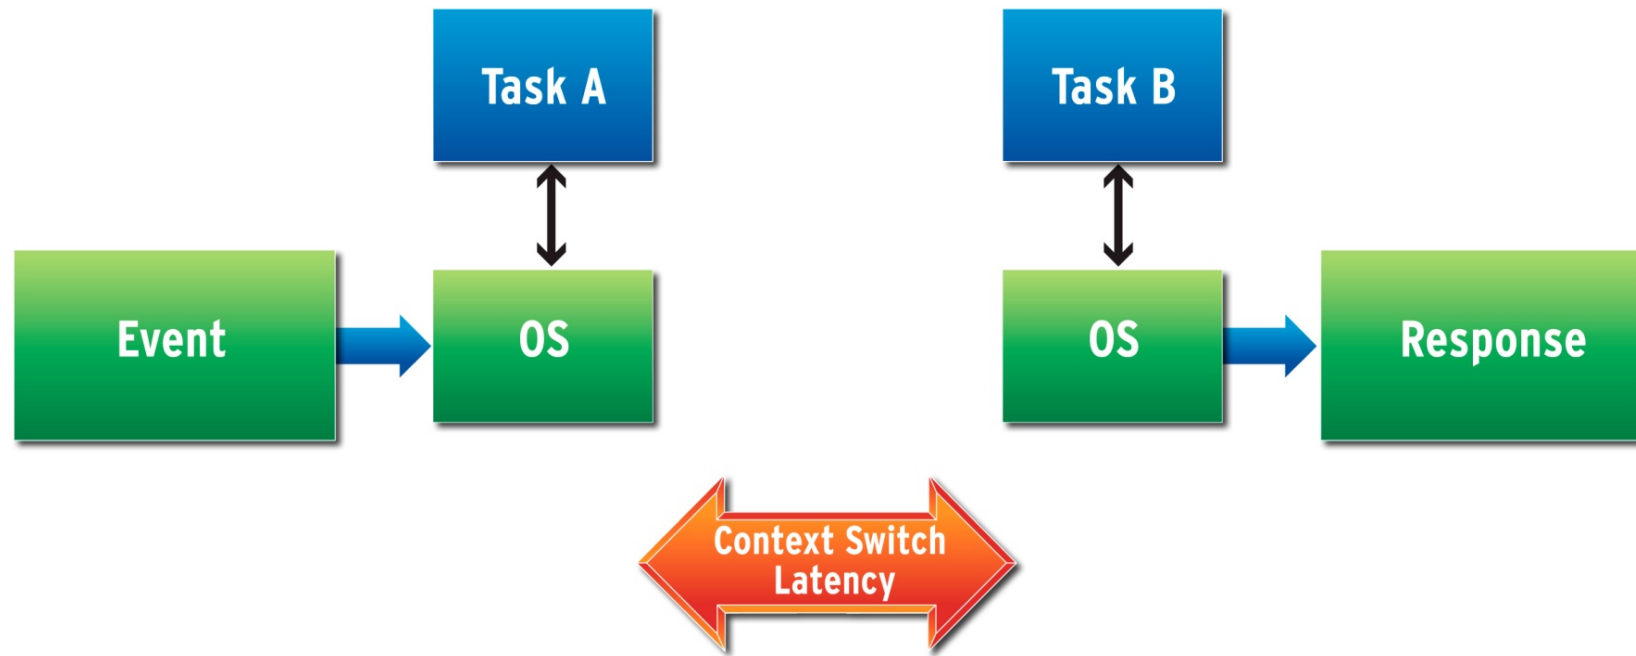 Task A
Task B
Event
OS
OS
Response
Context Switch
Latency